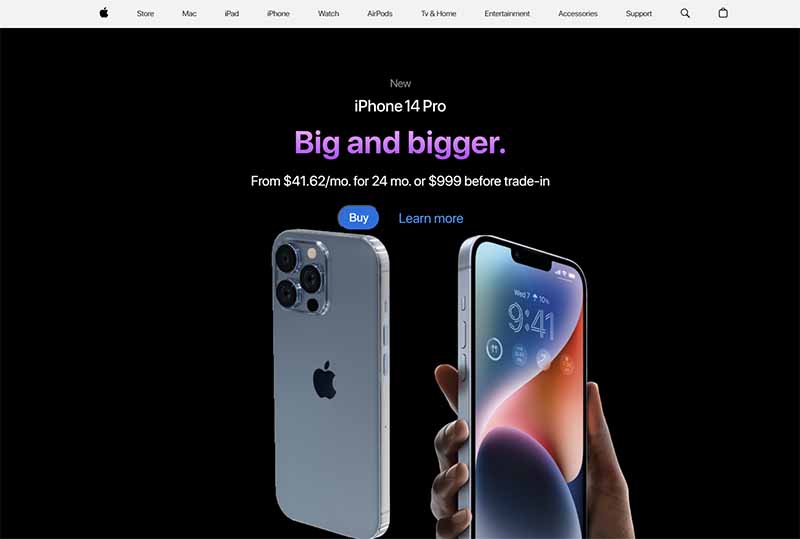 Store Mac iPad iPhone Watch AirPods Tv & Home Entertainment Accessories Support
New
iPhone 14 Pro
Big and bigger.
From $41.62/mo. for 24 mo. or $999 before trade-in
Buy Learn more
Wed 7 10%
9:41